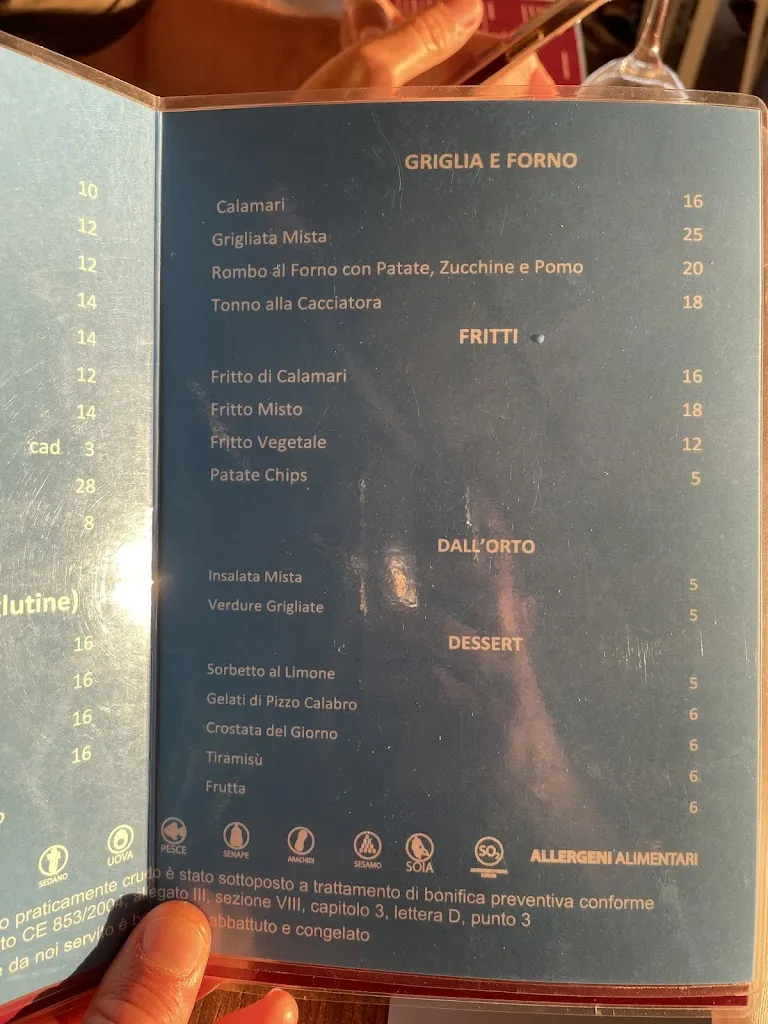 10
12
12
14
14
12
14
cad 3
28
8
lutine)
16
16
16
16
SEDANO
UOVA
GRIGLIA E FORNO
Calamari 16
Grigliata Mista 25
Rombo al Forno con Patate, Zucchine e Pomo 20
Tonno alla Cacciatora 18
FRITTI
Fritto di Calamari 16
Fritto Misto 18
Fritto Vegetale 12
Patate Chips 5
DALL'ORTO
Insalata Mista 5
Verdure Grigliate 5
DESSERT
Sorbetto al Limone 5
Gelati di Pizzo Calabro 6
Crostata del Giorno 6
Tiramisù 6
Frutta 6
PESCE
SENAPE
ARACHIDI
SESAMO
SOIA
SO2
ALLERGENI ALIMENTARI
o praticamente crudo è stato sottoposto a trattamento di bonifica preventiva conforme
to CE 853/2004, allegato III, sezione VIII, capitolo 3, lettera D, punto 3
e da noi servito è abbattuto e congelato